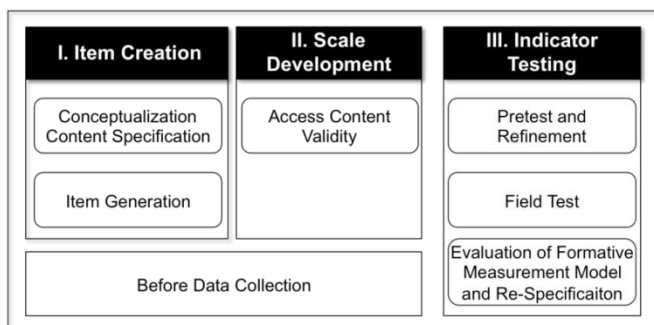 I. Item Creation
Conceptualization
Content Specification
Item Generation
II. Scale
Development
Access Content
Validity
Before Data Collection
III. Indicator
Testing
Pretest and
Refinement
Field Test
Evaluation of Formative
Measurement Model
and Re-Specificaiton